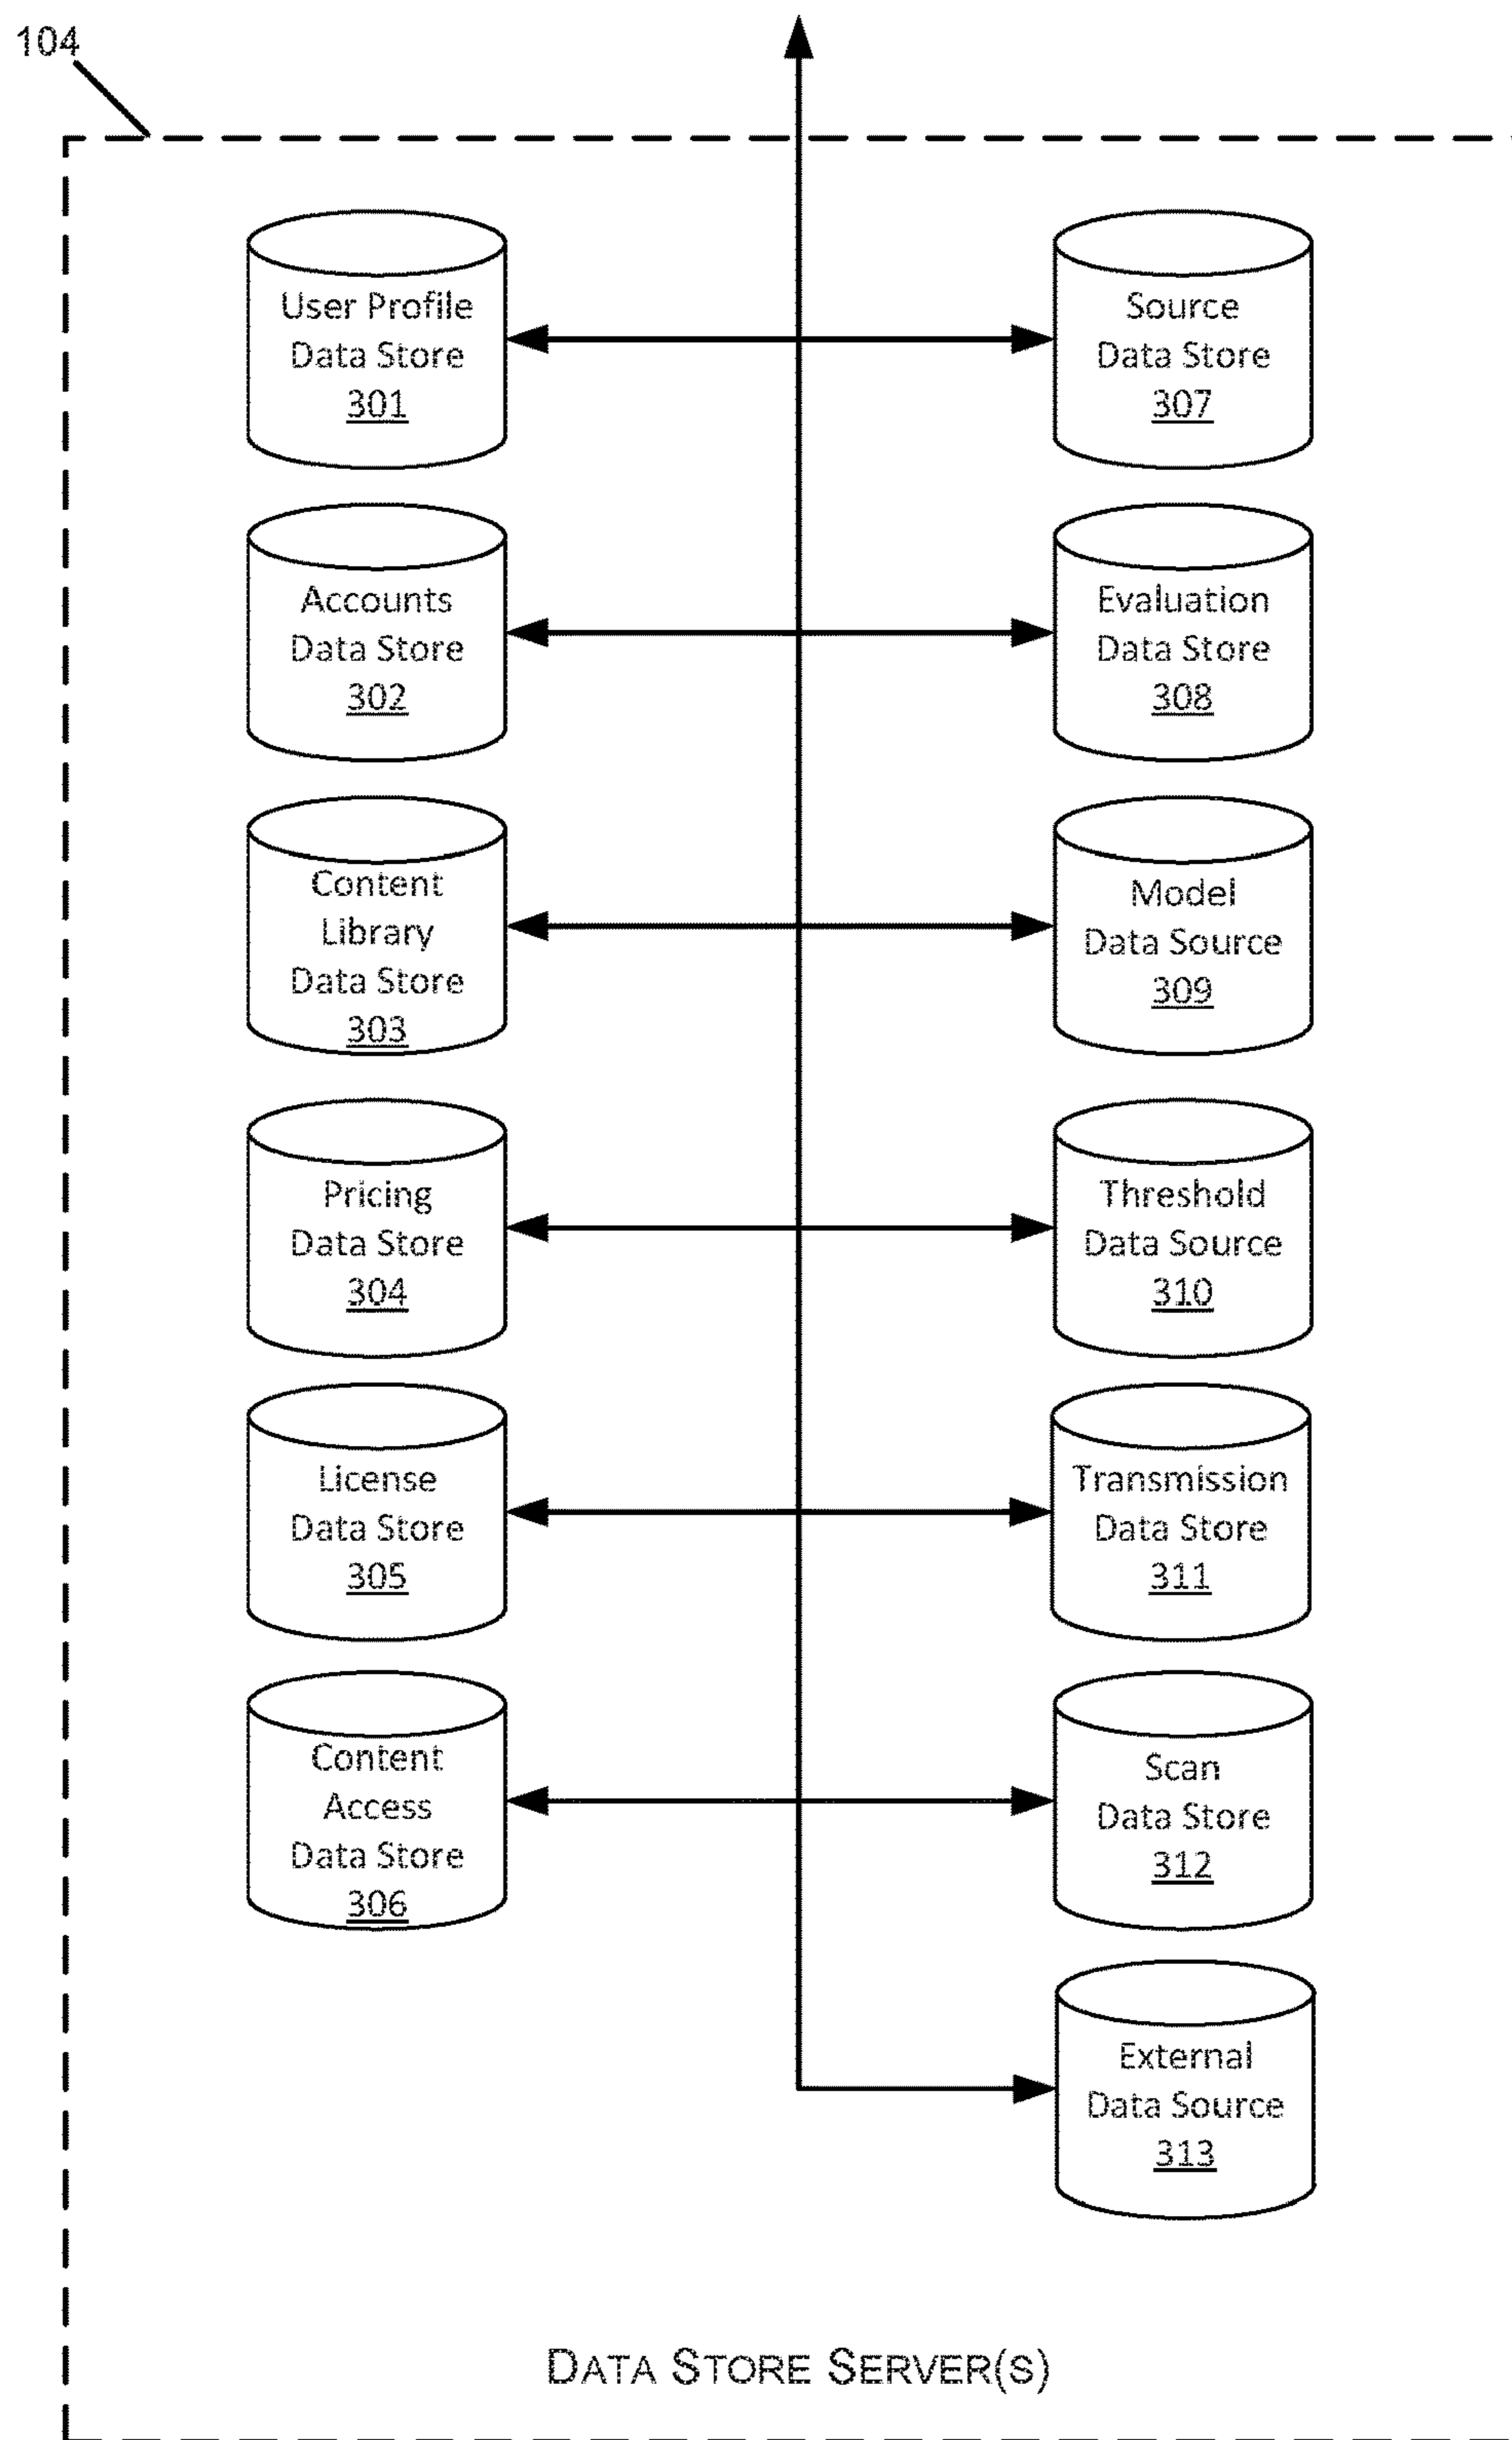 104
User Profile
Data Store
301
Source
Data Store
307
Accounts
Data Store
302
Evaluation
Data Store
308
Content
Library
Data Store
303
Model
Data Source
309
Pricing
Data Store
304
Threshold
Data Source
310
License
Data Store
305
Transmission
Data Store
311
Content
Access
Data Store
306
Scan
Data Store
312
External
Data Source
313
DATA STORE SERVER(S)